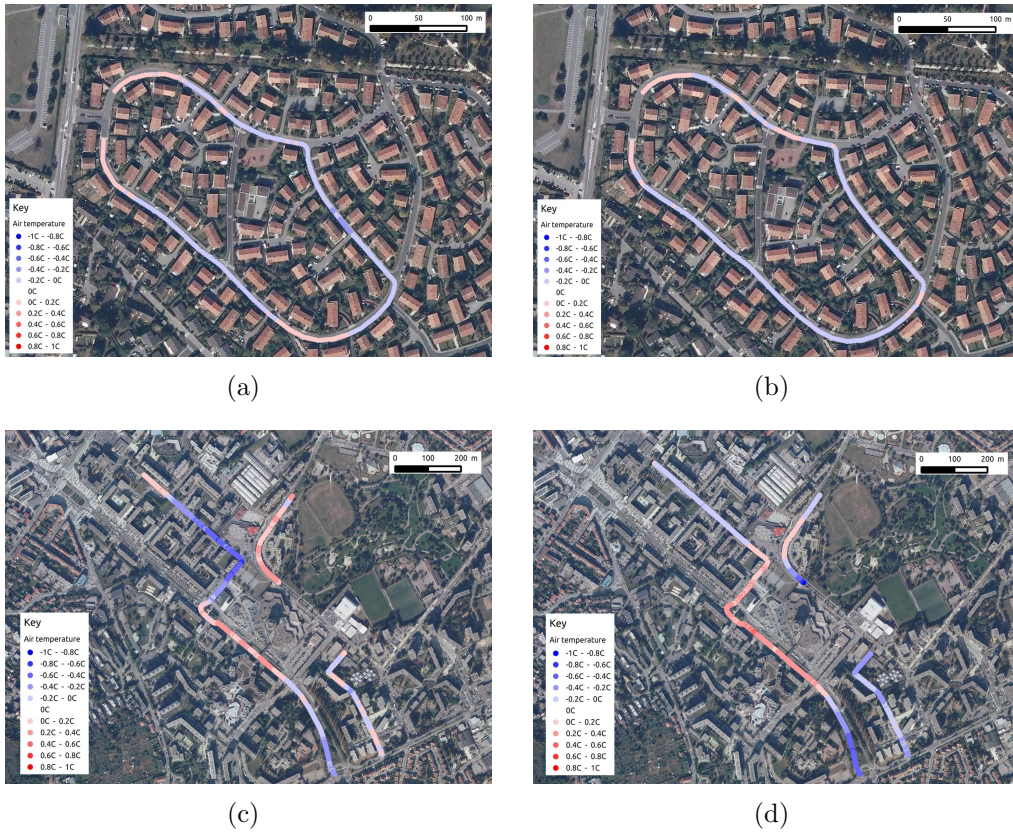 0 50 100 m
0 50 100 m
Key
Air temperature
-1C - -0.8C
-0.8C - -0.6C
-0.6C - -0.4C
-0.4C - -0.2C
-0.2C - 0C
0C
0C - 0.2C
0.2C - 0.4C
0.4C - 0.6C
0.6C - 0.8C
0.8C - 1C
Key
Air temperature
-1C - -0.8C
-0.8C - -0.6C
-0.6C - -0.4C
-0.4C - -0.2C
-0.2C - 0C
0C
0C - 0.2C
0.2C - 0.4C
0.4C - 0.6C
0.6C - 0.8C
0.8C - 1C
(a)
(b)
0 100 200 m
0 100 200 m
Key
Air temperature
-1C - -0.8C
-0.8C - -0.6C
-0.6C - -0.4C
-0.4C - -0.2C
-0.2C - 0C
0C
0C - 0.2C
0.2C - 0.4C
0.4C - 0.6C
0.6C - 0.8C
0.8C - 1C
Key
Air temperature
-1C - -0.8C
-0.8C - -0.6C
-0.6C - -0.4C
-0.4C - -0.2C
-0.2C - 0C
0C
0C - 0.2C
0.2C - 0.4C
0.4C - 0.6C
0.6C - 0.8C
0.8C - 1C
(c)
(d)